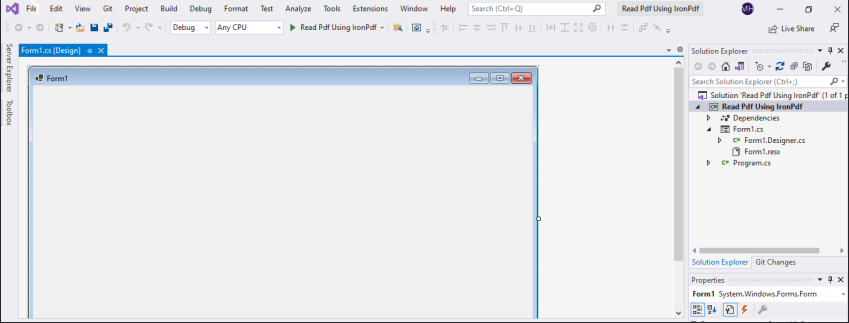 File Edit View Git Project Build Debug Format Test Analyze Tools Extensions Window Help Search (Ctrl+Q) Read Pdf Using IronPdf MH
Debug Any CPU Read Pdf Using IronPdf Live Share
Server Explorer
Toolbox
Form1.cs [Design]
Form1
Solution Explorer
Search Solution Explorer (Ctrl+;)
Solution 'Read Pdf Using IronPdf' (1 of 1 p
Read Pdf Using IronPdf
Dependencies
Form1.cs
Form1.Designer.cs
Form1.resx
Program.cs
Solution Explorer Git Changes
Properties
Form1 System.Windows.Forms.Form